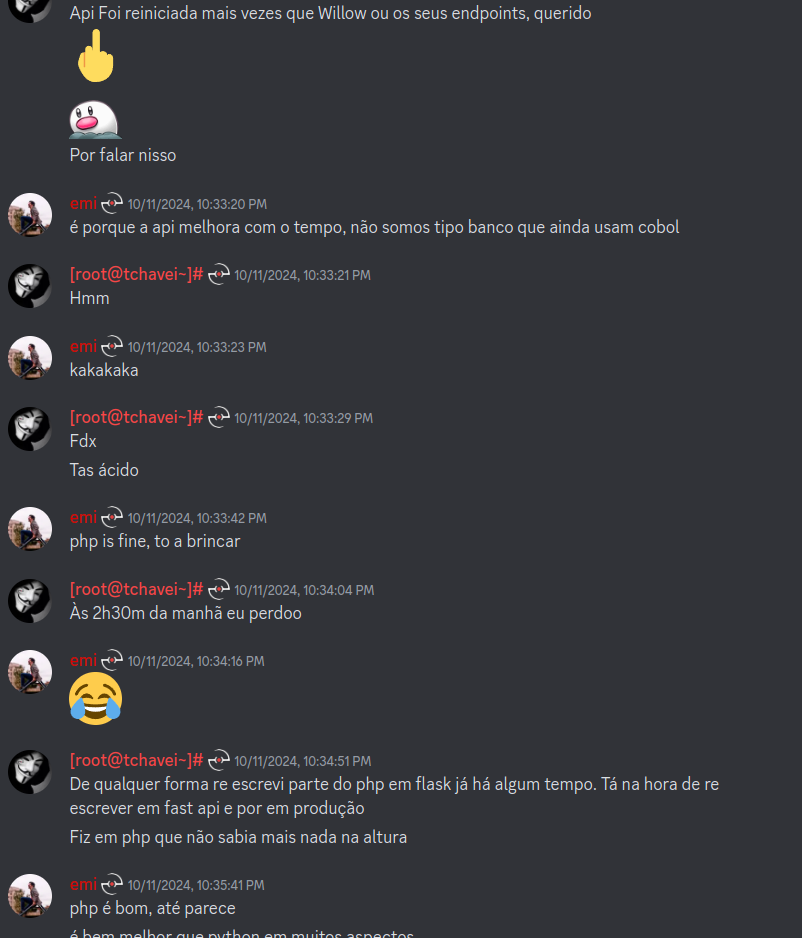 Api Foi reiniciada mais vezes que Willow ou os seus endpoints, querido
Por falar nisso
emi 10/11/2024, 10:33:20 PM
é porque a api melhora com o tempo, não somos tipo banco que ainda usam cobol
[root@tchavei~]# 10/11/2024, 10:33:21 PM
Hmm
emi 10/11/2024, 10:33:23 PM
kakakaka
[root@tchavei~]# 10/11/2024, 10:33:29 PM
Fdx
Tas ácido
emi 10/11/2024, 10:33:42 PM
php is fine, to a brincar
[root@tchavei~]# 10/11/2024, 10:34:04 PM
Às 2h30m da manhã eu perdoo
emi 10/11/2024, 10:34:16 PM
[root@tchavei~]# 10/11/2024, 10:34:51 PM
De qualquer forma re escrevi parte do php em flask já há algum tempo. Tá na hora de re
escrever em fast api e por em produção
Fiz em php que não sabia mais nada na altura
emi 10/11/2024, 10:35:41 PM
php é bom, até parece
é bem melhor que python em muitos aspectos